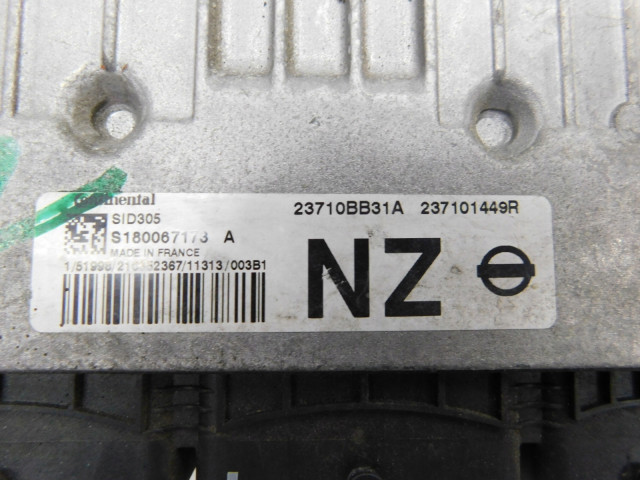 Continental
SID305
S180067173 A
MADE IN FRANCE
23710BB31A 237101449R
NZ